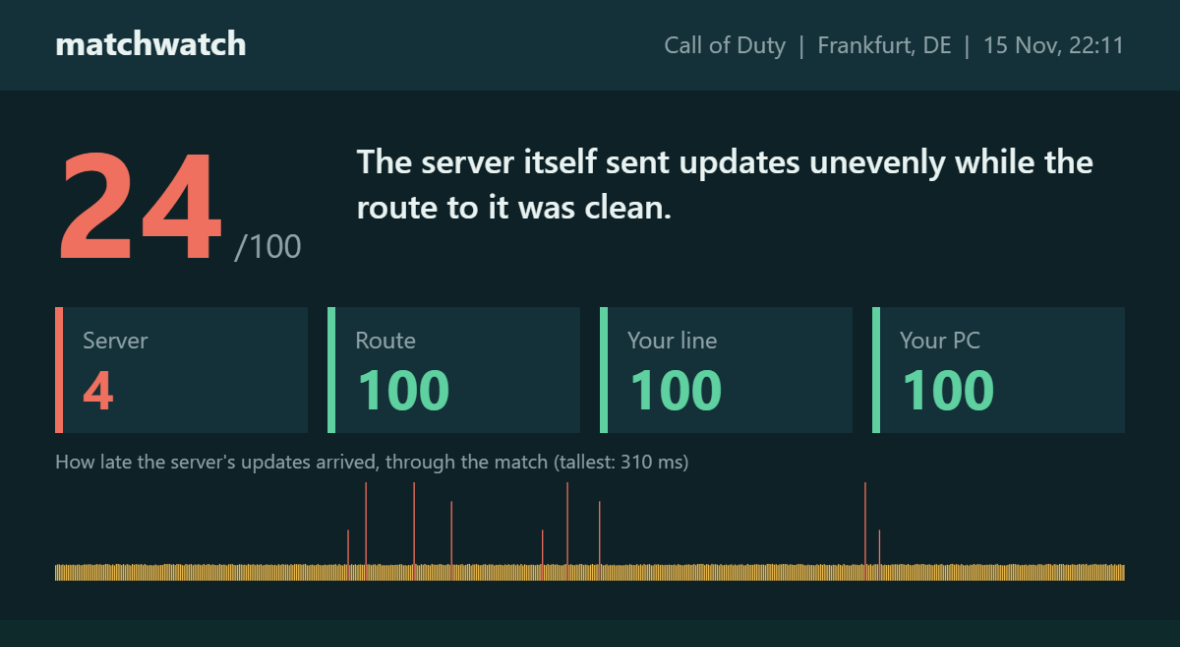 matchwatch
Call of Duty | Frankfurt, DE | 15 Nov, 22:11
24 /100
The server itself sent updates unevenly while the
route to it was clean.
Server
4
Route
100
Your line
100
Your PC
100
How late the server's updates arrived, through the match (tallest: 310 ms)